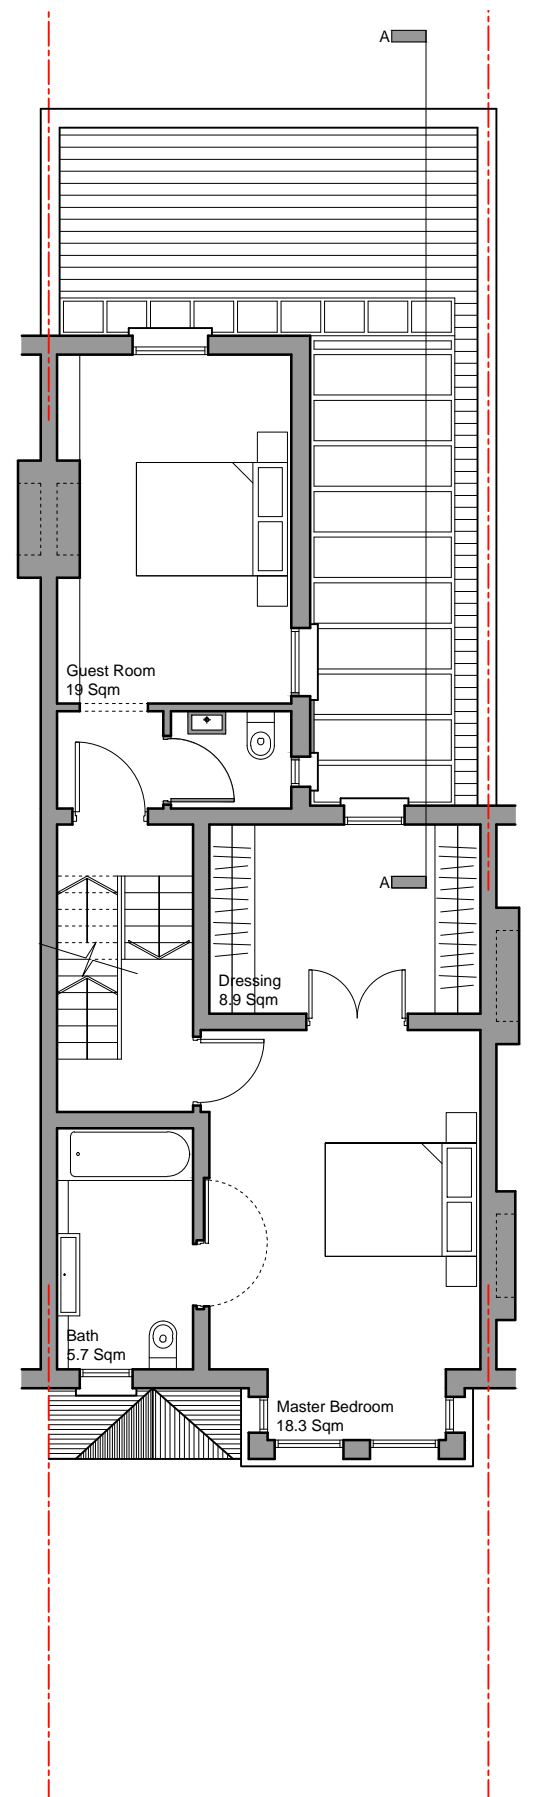 A
Guest Room
19 Sqm
A
Dressing
8.9 Sqm
Bath
5.7 Sqm
Master Bedroom
18.3 Sqm